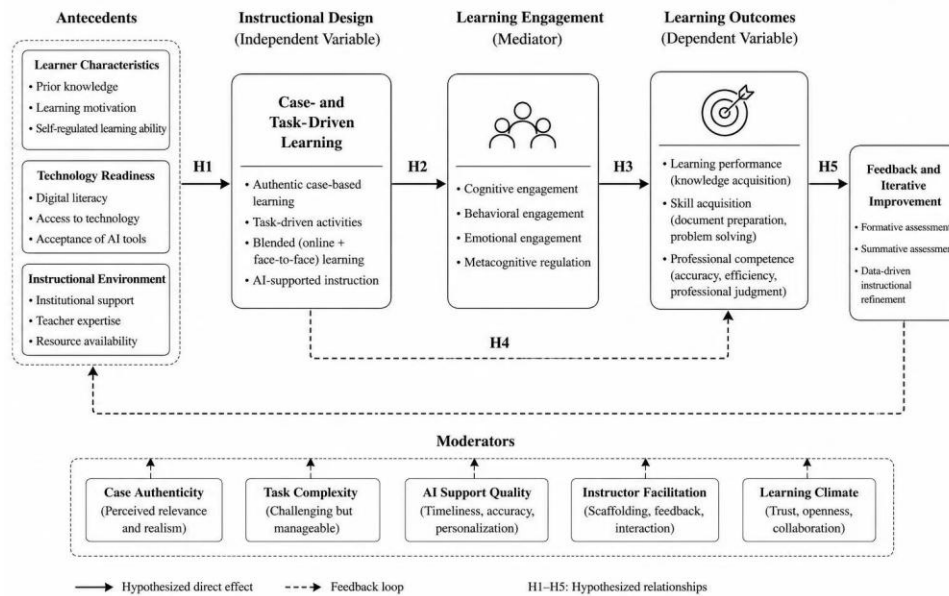 Antecedents
Learner Characteristics
• Prior knowledge
• Learning motivation
• Self-regulated learning ability
Technology Readiness
• Digital literacy
• Access to technology
• Acceptance of AI tools
Instructional Environment
• Institutional support
• Teacher expertise
• Resource availability
H1
Instructional Design
(Independent Variable)
Case- and
Task-Driven
Learning
• Authentic case-based
learning
• Task-driven activities
• Blended (online +
face-to-face) learning
• AI-supported instruction
H2
Learning Engagement
(Mediator)
• Cognitive engagement
• Behavioral engagement
• Emotional engagement
• Metacognitive regulation
H3
Learning Outcomes
(Dependent Variable)
• Learning performance
(knowledge acquisition)
• Skill acquisition
(document preparation,
problem solving)
• Professional competence
(accuracy, efficiency,
professional judgment)
H5
Feedback and
Iterative
Improvement
• Formative assessment
• Summative assessment
• Data-driven
instructional
refinement
H4
Moderators
Case Authenticity
(Perceived relevance
and realism)
Task Complexity
(Challenging but
manageable)
AI Support Quality
(Timeliness, accuracy,
personalization)
Instructor Facilitation
(Scaffolding, feedback,
interaction)
Learning Climate
(Trust, openness,
collaboration)
Hypothesized direct effect
Feedback loop
H1–H5: Hypothesized relationships